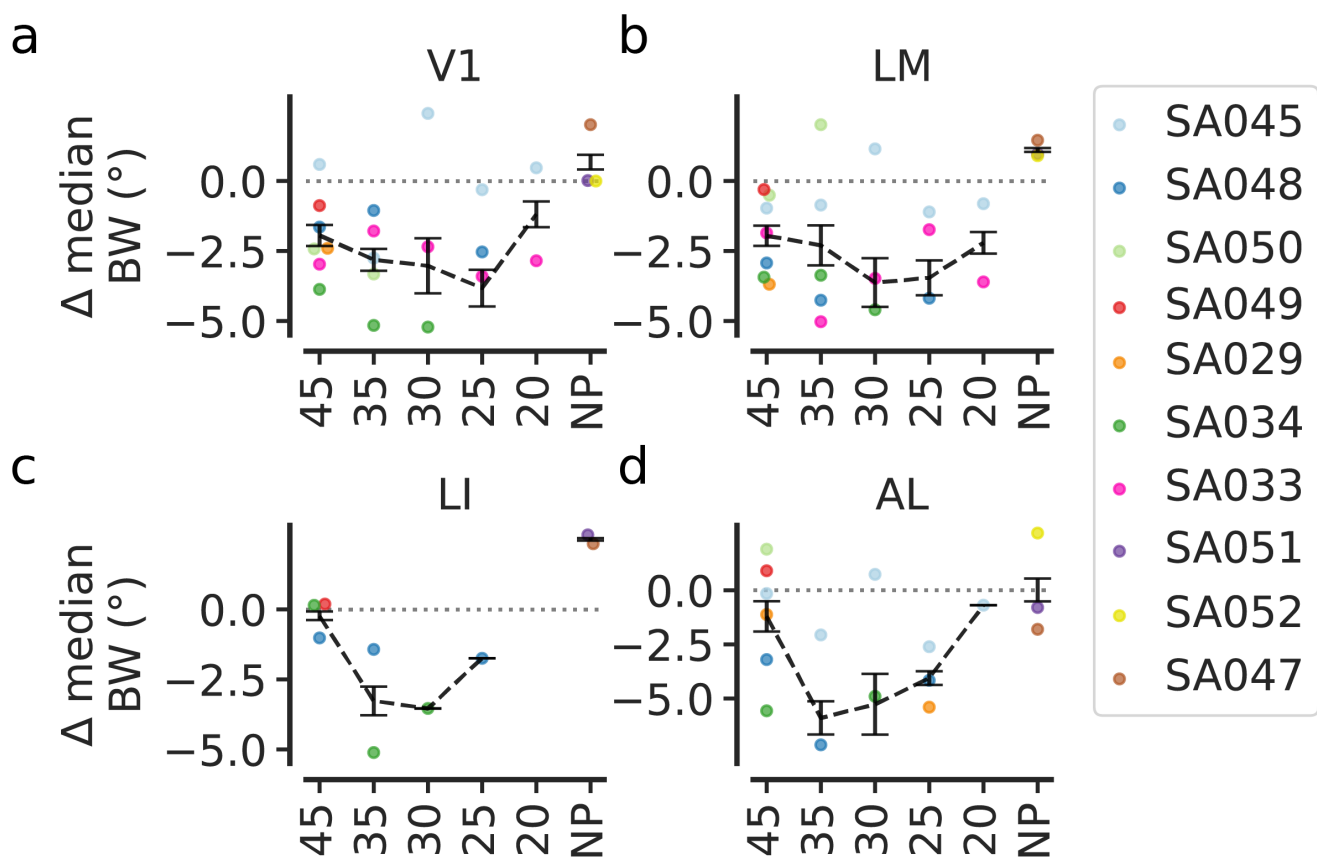 a
V1
Δ median
BW (°)
0.0
−2.5
−5.0
45
35
30
25
20
NP
b
LM
0.0
−2.5
−5.0
45
35
30
25
20
NP
SA045
SA048
SA050
SA049
SA029
SA034
SA033
SA051
SA052
SA047
c
LI
Δ median
BW (°)
0.0
−2.5
−5.0
45
35
30
25
20
NP
d
AL
0.0
−2.5
−5.0
45
35
30
25
20
NP